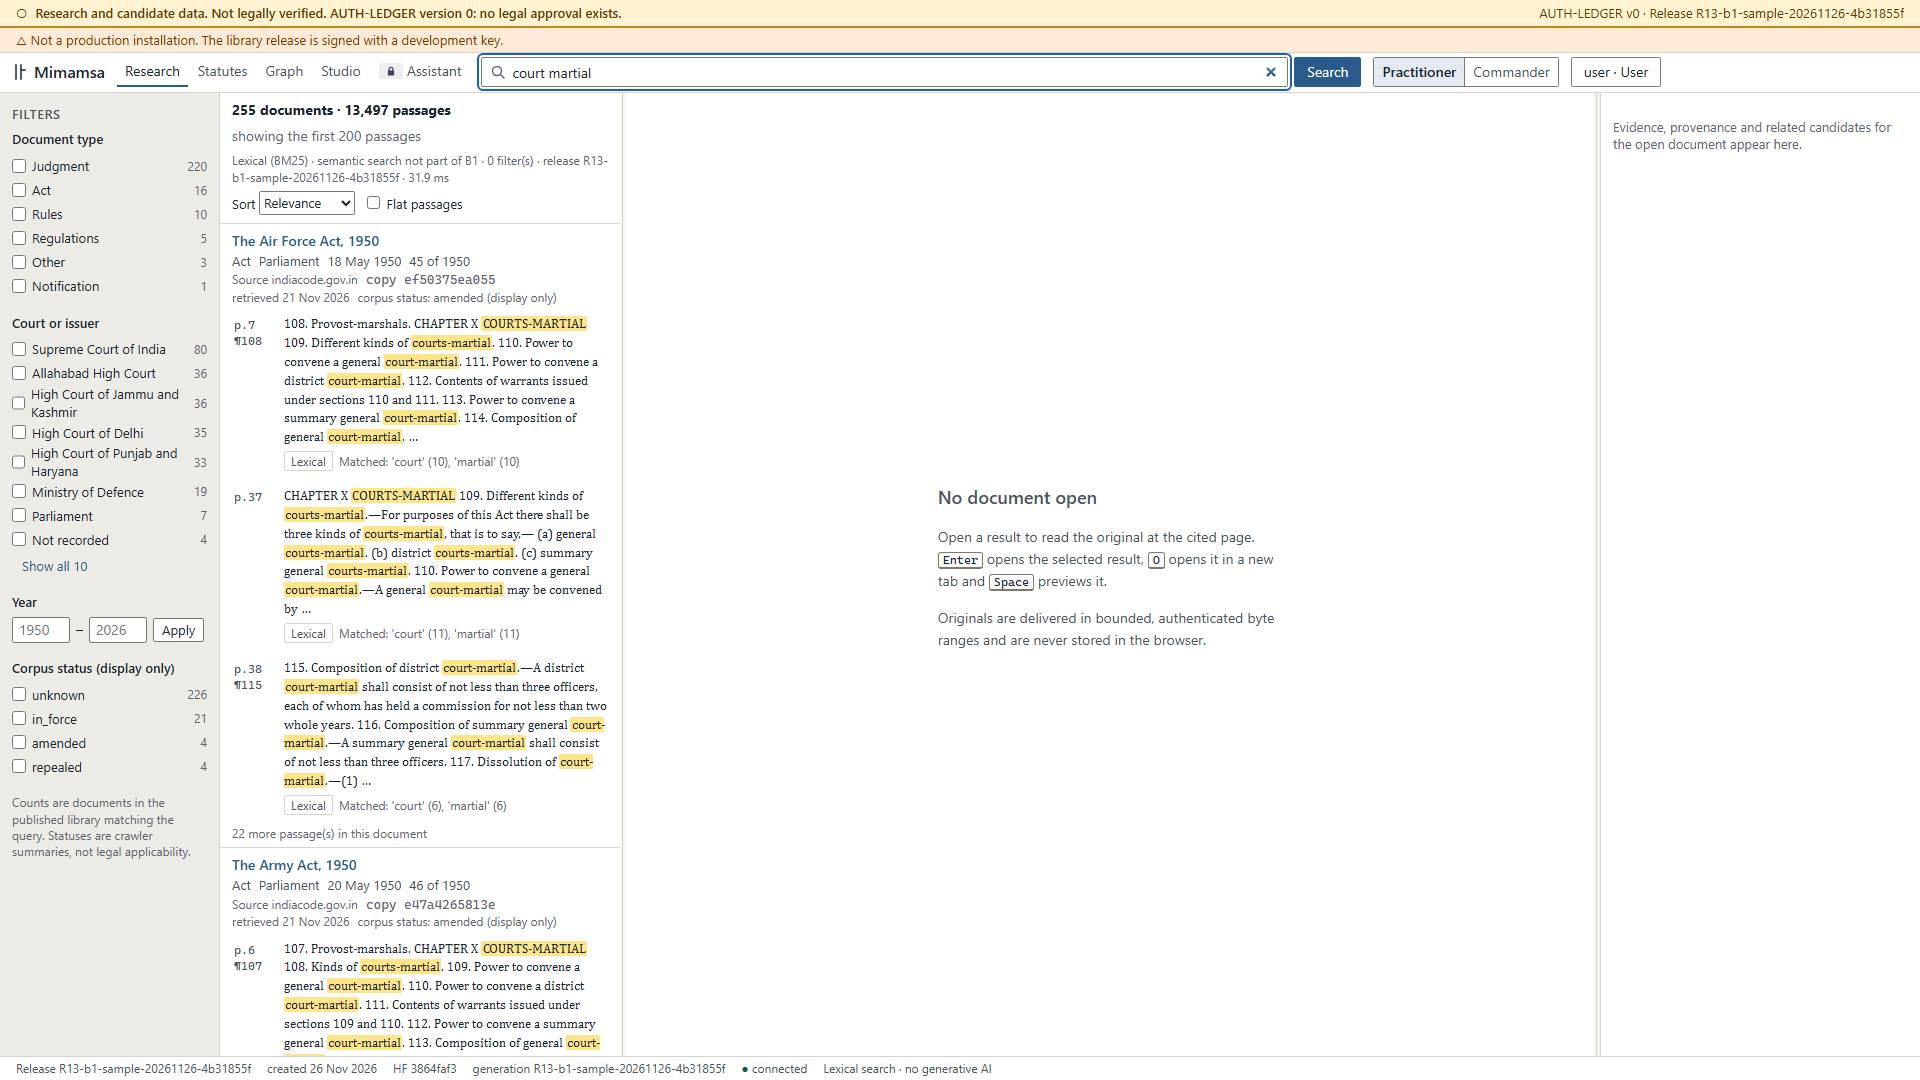 Research and candidate data. Not legally verified. AUTH-LEDGER version 0: no legal approval exists.
AUTH-LEDGER v0 · Release R13-b1-sample-20261126-4b31855f
⚠ Not a production installation. The library release is signed with a development key.
Mimamsa
Research
Statutes
Graph
Studio
Assistant
court martial
Search
Practitioner
Commander
user · User
FILTERS
Document type
Judgment 220
Act 16
Rules 10
Regulations 5
Other 3
Notification 1
Court or issuer
Supreme Court of India 80
Allahabad High Court 36
High Court of Jammu and
Kashmir 36
High Court of Delhi 35
High Court of Punjab and
Haryana 33
Ministry of Defence 19
Parliament 7
Not recorded 4
Show all 10
Year
1950 – 2026 Apply
Corpus status (display only)
unknown 226
in_force 21
amended 4
repealed 4
Counts are documents in the
published library matching the
query. Statuses are crawler
summaries, not legal applicability.
255 documents · 13,497 passages
showing the first 200 passages
Lexical (BM25) · semantic search not part of B1 · 0 filter(s) · release R13-
b1-sample-20261126-4b31855f · 31.9 ms
Sort Relevance Flat passages
The Air Force Act, 1950
Act Parliament 18 May 1950 45 of 1950
Source indiacode.gov.in copy ef50375ea055
retrieved 21 Nov 2026 corpus status: amended (display only)
p.7
¶108
108. Provost-marshals. CHAPTER X COURTS-MARTIAL
109. Different kinds of courts-martial. 110. Power to
convene a general court-martial. 111. Power to convene a
district court-martial. 112. Contents of warrants issued
under sections 110 and 111. 113. Power to convene a
summary general court-martial. 114. Composition of
general court-martial. ...
Lexical Matched: 'court' (10), 'martial' (10)
p.37
CHAPTER X COURTS-MARTIAL 109. Different kinds of
courts-martial.—For purposes of this Act there shall be
three kinds of courts-martial, that is to say,— (a) general
courts-martial. (b) district courts-martial. (c) summary
general courts-martial. 110. Power to convene a general
court-martial.—A general court-martial may be convened
by ...
Lexical Matched: 'court' (11), 'martial' (11)
p.38
¶115
115. Composition of district court-martial.—A district
court-martial shall consist of not less than three officers,
each of whom has held a commission for not less than two
whole years. 116. Composition of summary general court-
martial.—A summary general court-martial shall consist
of not less than three officers. 117. Dissolution of court-
martial.—(1) ...
Lexical Matched: 'court' (6), 'martial' (6)
22 more passage(s) in this document
The Army Act, 1950
Act Parliament 20 May 1950 46 of 1950
Source indiacode.gov.in copy e47a4265813e
retrieved 21 Nov 2026 corpus status: amended (display only)
p.6
¶107
107. Provost-marshals. CHAPTER X COURTS-MARTIAL
108. Kinds of courts-martial. 109. Power to convene a
general court-martial. 110. Power to convene a district
court-martial. 111. Contents of warrants issued under
sections 109 and 110. 112. Power to convene a summary
general court-martial. 113. Composition of general court-
No document open
Open a result to read the original at the cited page.
Enter opens the selected result, O opens it in a new
tab and Space previews it.
Originals are delivered in bounded, authenticated byte
ranges and are never stored in the browser.
Evidence, provenance and related candidates for
the open document appear here.
Release R13-b1-sample-20261126-4b31855f created 26 Nov 2026 HF 3864faf3 generation R13-b1-sample-20261126-4b31855f ● connected Lexical search · no generative AI